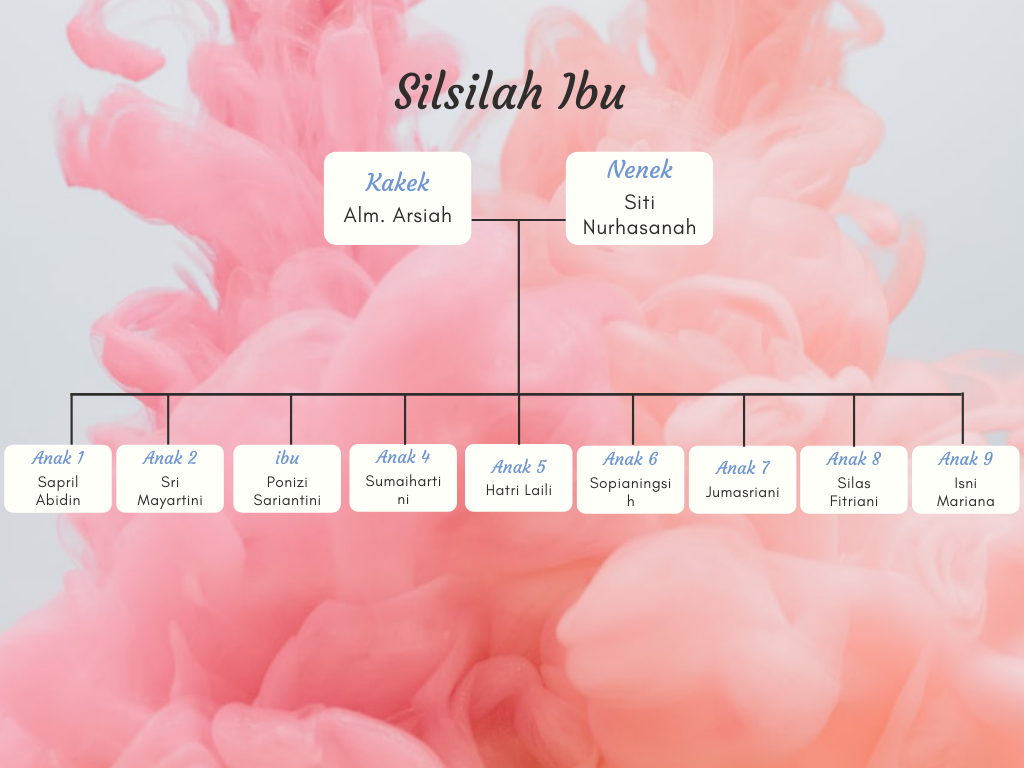 Silsilah Ibu
Kakek
Alm. Arsiah
Nenek
Siti
Nurhasanah
Anak 1
Sapril
Abidin
Anak 2
Sri
Mayartini
ibu
Ponizi
Sariantini
Anak 4
Sumaiharti
ni
Anak 5
Hatri Laili
Anak 6
Sopianingsi
h
Anak 7
Jumasriani
Anak 8
Silas
Fitriani
Anak 9
Isni
Mariana